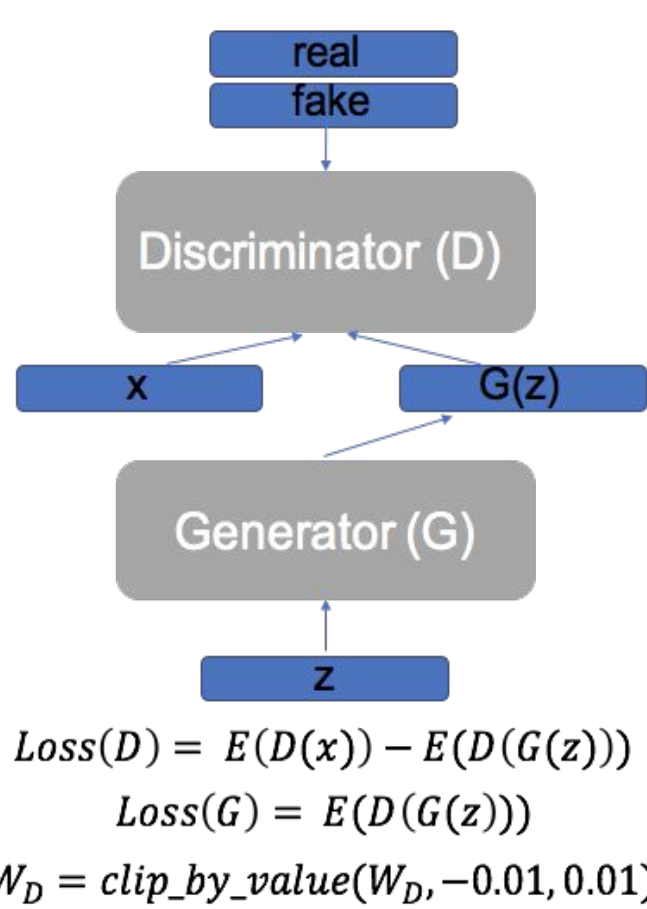 real
fake
Discriminator (D)
x
G(z)
Generator (G)
z
Loss(D) = E(D(x)) − E(D(G(z)))
Loss(G) = E(D(G(z)))
W_D = clip_by_value(W_D, −0.01, 0.01)